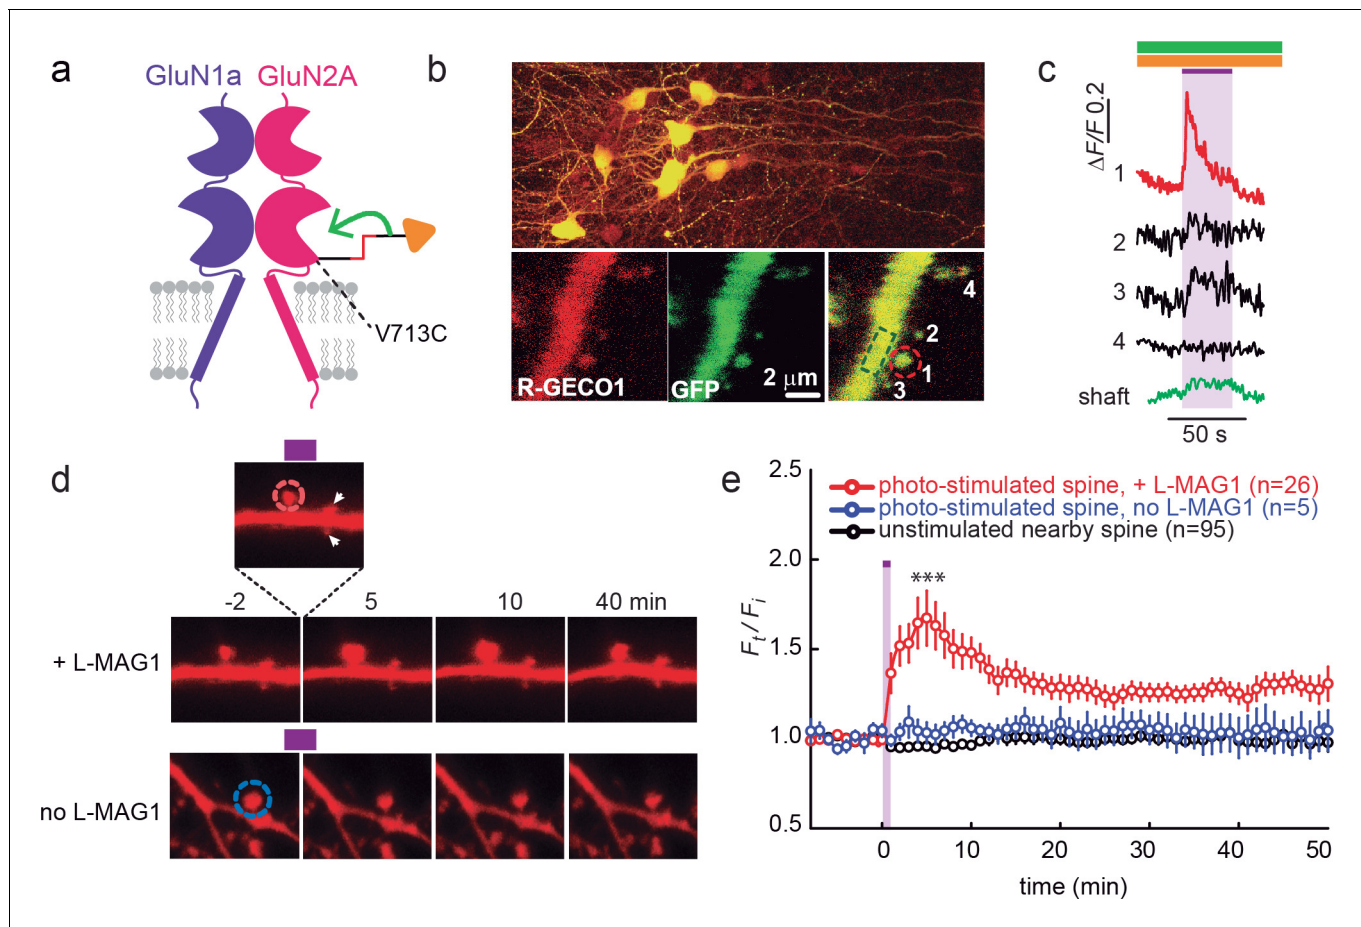 a
GluN1a GluN2A
V713C
b
R-GECO1
GFP
2 μm
4
2
1
3
c
ΔF/F 0.2
1
2
3
4
shaft
50 s
d
-2 5 10 40 min
+ L-MAG1
no L-MAG1
e
2.5
2.0
1.5
1.0
0.5
Ft / Fi
photo-stimulated spine, + L-MAG1 (n=26)
photo-stimulated spine, no L-MAG1 (n=5)
unstimulated nearby spine (n=95)
***
0 10 20 30 40 50
time (min)